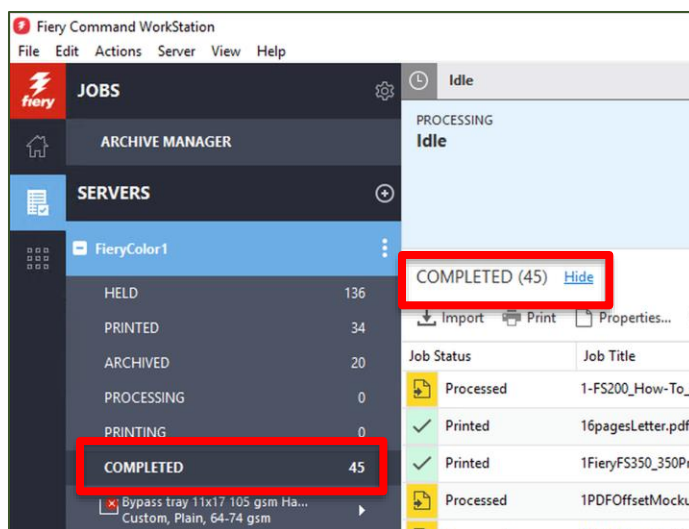 Fiery Command WorkStation
File Edit Actions Server View Help
fiery
JOBS
ARCHIVE MANAGER
SERVERS
FieryColor1
HELD 136
PRINTED 34
ARCHIVED 20
PROCESSING 0
PRINTING 0
COMPLETED 45
Bypass tray 11x17 105 gsm Ha...
Custom, Plain, 64-74 gsm
Idle
PROCESSING
Idle
COMPLETED (45) Hide
Import Print Properties...
Job Status Job Title
Processed 1-FS200_How-To_
Printed 16pagesLetter.pdf
Printed 1FieryFS350_350Pr
Processed 1PDFOffsetMocku